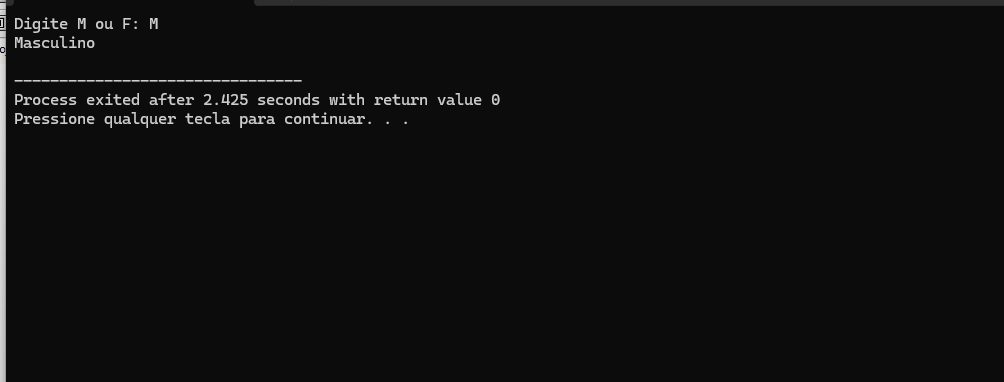 Digite M ou F: M
Masculino
--------------------------------
Process exited after 2.425 seconds with return value 0
Pressione qualquer tecla para continuar. . .